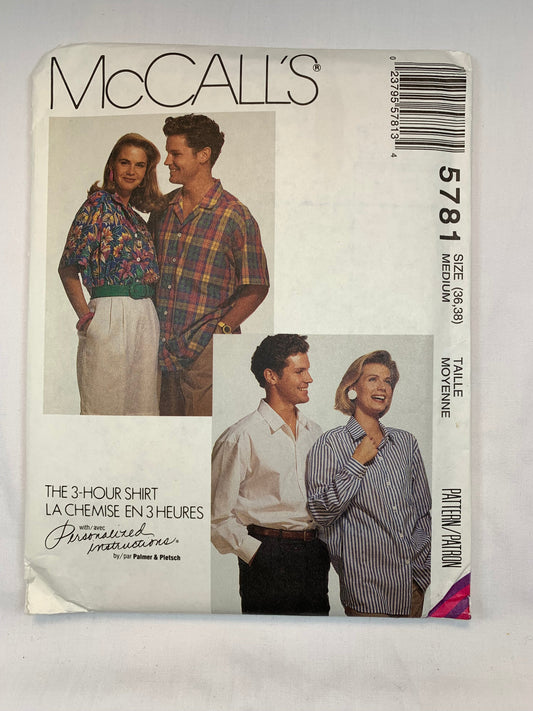 McCALL'S®
0 23795 57813 4
5781
SIZE (36,38)
MEDIUM
TAILLE
MOYENNE
PATTERN/PATRON
THE 3-HOUR SHIRT
LA CHEMISE EN 3 HEURES
with/avec
Personalized
instructions®
by/par Palmer & Pletsch